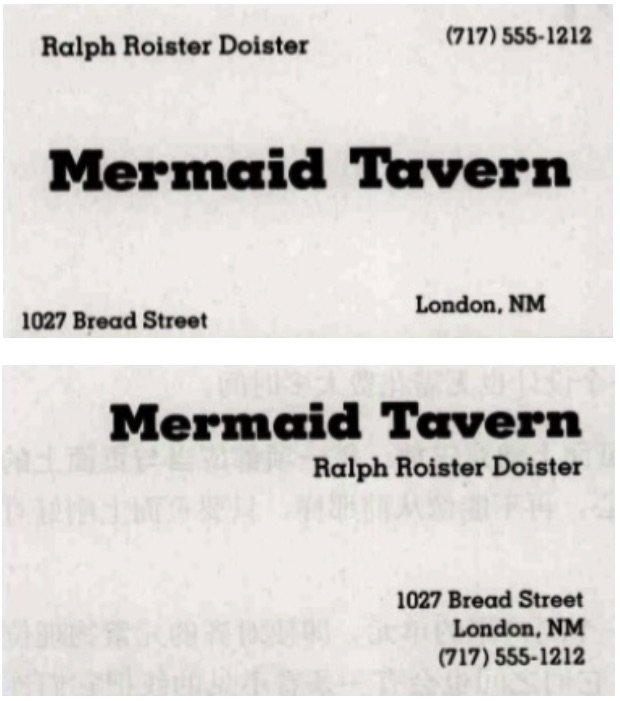 Ralph Roister Doister
(717) 555-1212
Mermaid Tavern
1027 Bread Street
London, NM
Mermaid Tavern
Ralph Roister Doister
1027 Bread Street
London, NM
(717) 555-1212